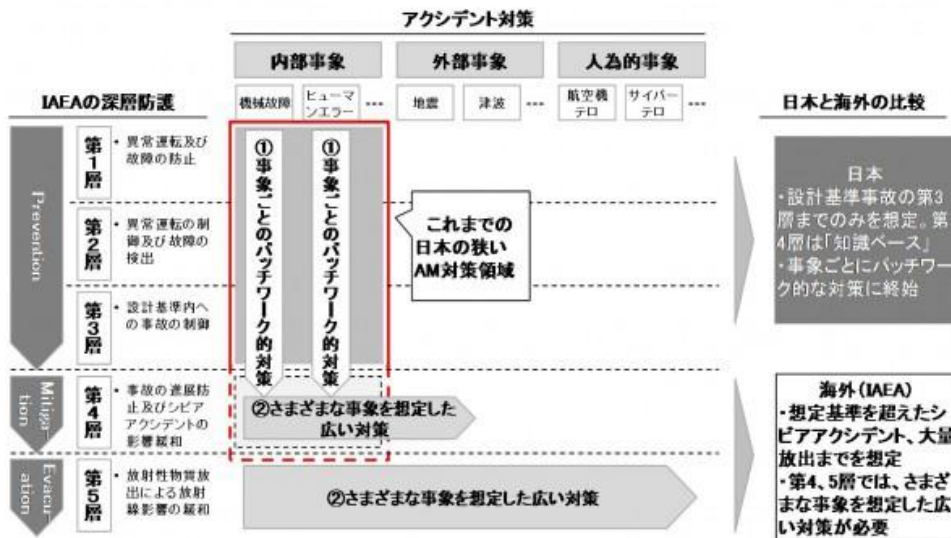 アクシデント対策
内部事象
外部事象
人為的事象
IAEAの深層防護
機械故障
ヒューマ
ンエラー
…
地震
津波
…
航空機
テロ
サイバー
テロ
…
日本と海外の比較
Prevention
第1層
・異常運転及び
故障の防止
第2層
・異常運転の制
御及び故障の
検出
第3層
・設計基準内へ
の事故の制御
①事象ごとのパッチワーク的対策
①事象ごとのパッチワーク的対策
これまでの
日本の狭い
AM対策領域
日本
・設計基準事故の第3
層までのみを想定。第
4層は「知識ベース」
・事象ごとにパッチワー
ク的な対策に終始
Mitiga-
tion
第4層
・事故の進展防
止及びシビア
アクシデントの
影響緩和
②さまざまな事象を想定した
広い対策
Evacu-
ation
第5層
・放射性物質放
出による放射
線影響の緩和
②さまざまな事象を想定した広い対策
海外(IAEA)
・想定基準を超えたシ
ビアアクシデント、大量
放出までを想定
・第4、5層では、さまざ
まな事象を想定した広
い対策が必要